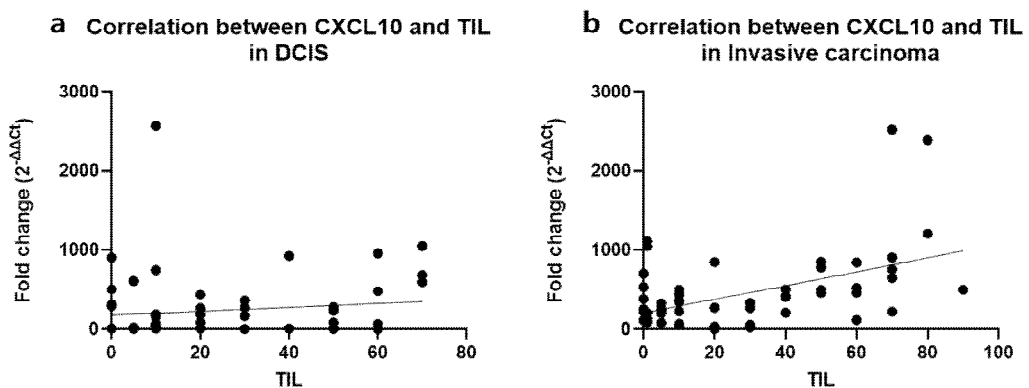 a Correlation between CXCL10 and TIL
in DCIS
Fold change (2-ΔΔCt)
3000
2000
1000
0
0 20 40 60 80
TIL
b Correlation between CXCL10 and TIL
in Invasive carcinoma
Fold change (2-ΔΔCt)
3000
2000
1000
0
0 20 40 60 80 100
TIL